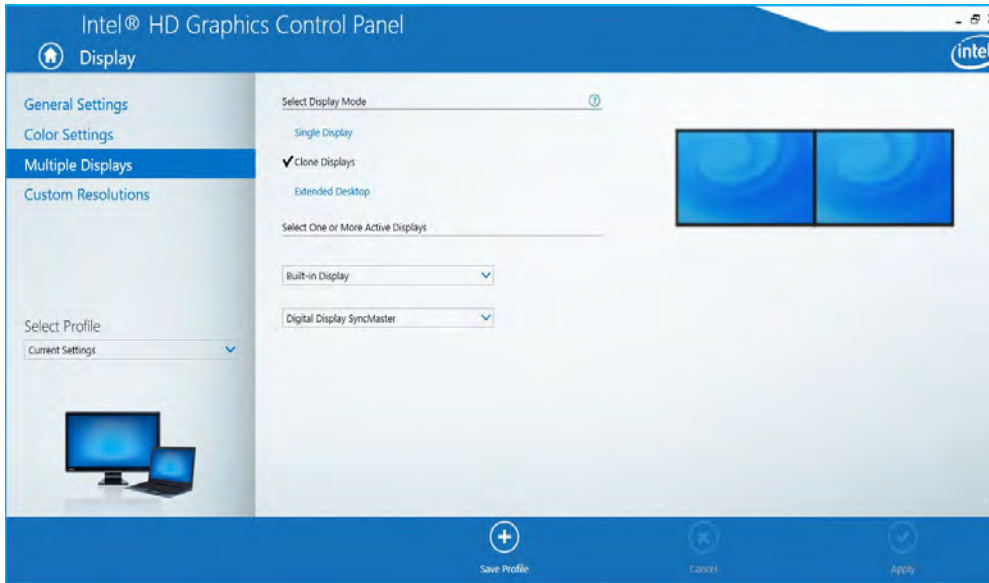 Intel® HD Graphics Control Panel
Display
General Settings
Color Settings
Multiple Displays
Custom Resolutions
Select Profile
Current Settings
Select Display Mode
Single Display
Clone Displays
Extended Desktop
Select One or More Active Displays
Built-in Display
Digital Display SyncMaster
Save Profile
Cancel
Apply